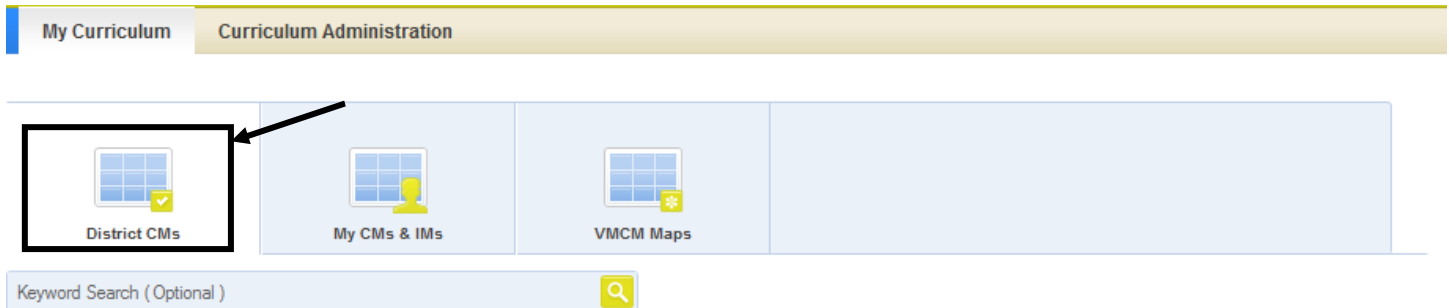 My Curriculum Curriculum Administration
District CMs My CMs & IMs VMCM Maps
Keyword Search ( Optional )